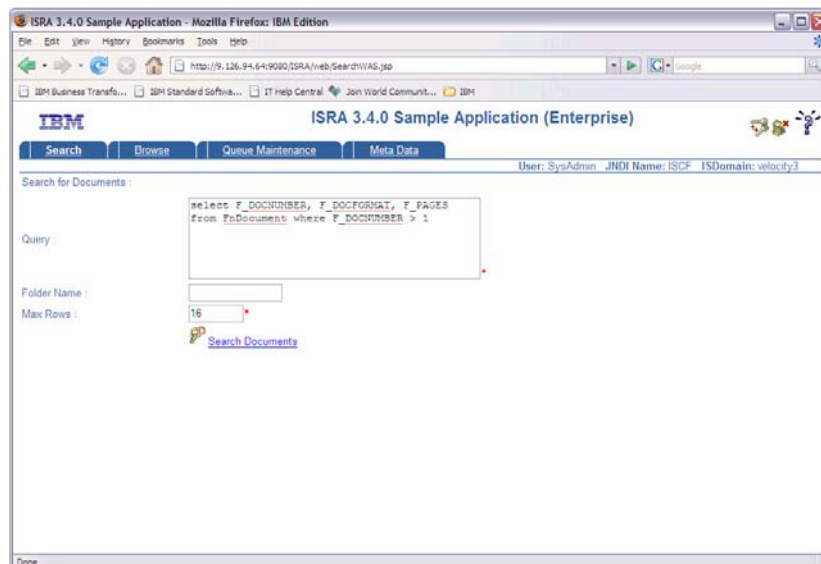 ISRA 3.4.0 Sample Application - Mozilla Firefox: IBM Edition
File Edit View History Bookmarks Tools Help
http://9.126.94.64:9080/ISRA/web/SearchWAS.jsp
Google
IBM Business Transfo... IBM Standard Softwa... IT Help Central Join World Communit... IBM
IBM
ISRA 3.4.0 Sample Application (Enterprise)
Search Browse Queue Maintenance Meta Data
User: SysAdmin JNDI Name: ISCF ISDomain: velocity3
Search for Documents :
Query :
select F_DOCNUMBER, F_DOCFORMAT, F_PAGES
from FnDocument where F_DOCNUMBER > 1
*
Folder Name :
Max Rows : 16 *
Search Documents
Done